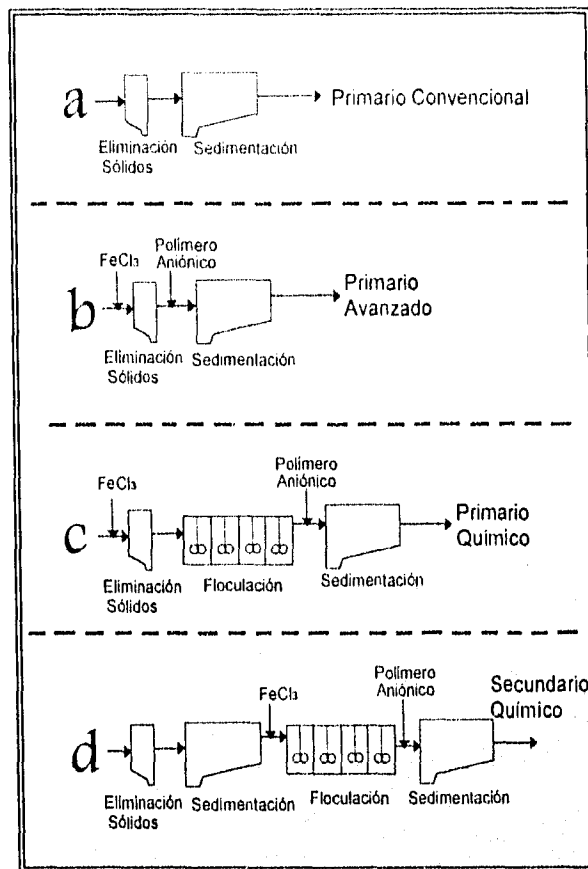 a
Primario Convencional
Eliminación
Sólidos
Sedimentación
b
FeCl₃
Polímero
Aniónico
Primario
Avanzado
Eliminación
Sólidos
Sedimentación
c
FeCl₃
Polímero
Aniónico
Primario
Químico
Eliminación
Sólidos
Floculación
Sedimentación
d
FeCl₃
Polímero
Aniónico
Secundario
Químico
Eliminación
Sólidos
Sedimentación
Floculación
Sedimentación